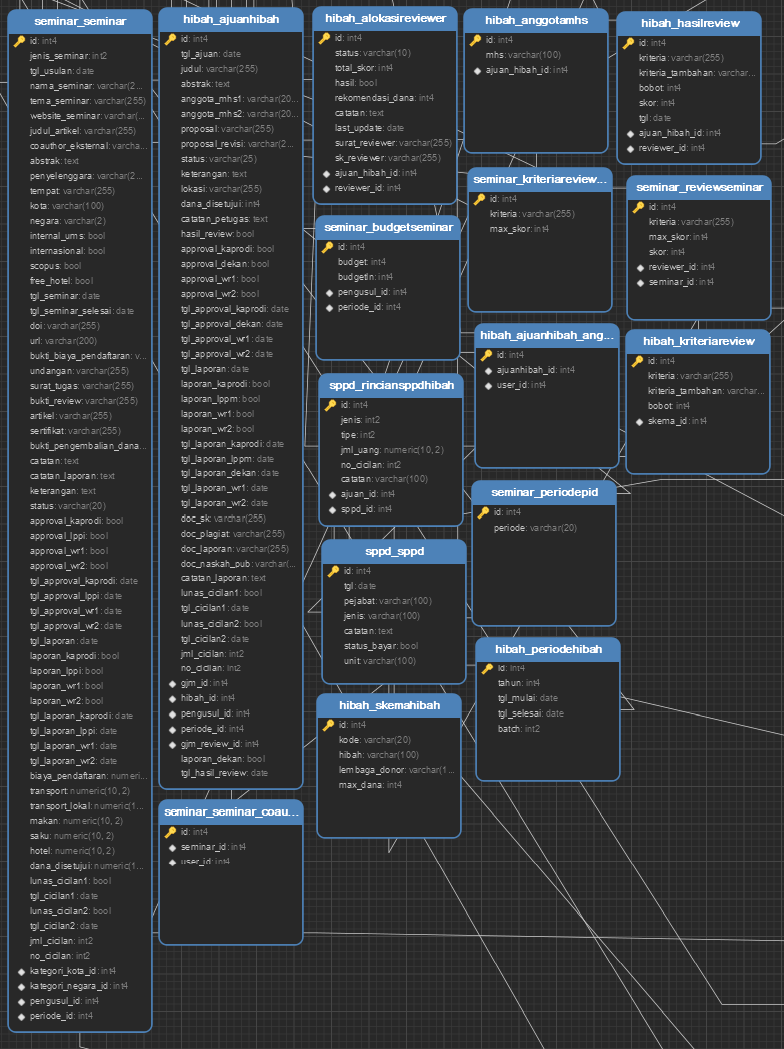 seminar_seminar
id: int4
jenis_seminar: int2
tgl_usulan: date
nama_seminar: varchar(2...
tema_seminar: varchar(255)
website_seminar: varchar(...
judul_artikel: varchar(255)
coauthor_eksternal: varcha...
abstrak: text
penyelenggara: varchar(2...
tempat: varchar(255)
kota: varchar(100)
negara: varchar(2)
internal_ums: bool
internasional: bool
scopus: bool
free_hotel: bool
tgl_seminar: date
tgl_seminar_selesai: date
doi: varchar(255)
url: varchar(200)
bukti_biaya_pendaftaran: v...
undangan: varchar(255)
surat_tugas: varchar(255)
bukti_review: varchar(255)
artikel: varchar(255)
sertifikat: varchar(255)
bukti_pengembalian_dana...
catatan: text
catatan_laporan: text
keterangan: text
status: varchar(20)
approval_kaprodi: bool
approval_lppi: bool
approval_wr1: bool
approval_wr2: bool
tgl_approval_kaprodi: date
tgl_approval_lppi: date
tgl_approval_wr1: date
tgl_approval_wr2: date
tgl_laporan: date
laporan_kaprodi: bool
laporan_lppi: bool
laporan_wr1: bool
laporan_wr2: bool
tgl_laporan_kaprodi: date
tgl_laporan_lppi: date
tgl_laporan_wr1: date
tgl_laporan_wr2: date
biaya_pendaftaran: numeri...
transport: numeric(10, 2)
transport_lokal: numeric(1...
makan: numeric(10, 2)
saku: numeric(10, 2)
hotel: numeric(10, 2)
dana_disetujui: numeric(1...
lunas_cicilan1: bool
tgl_cicilan1: date
lunas_cicilan2: bool
tgl_cicilan2: date
jml_cicilan: int2
no_cicilan: int2
kategori_kota_id: int4
kategori_negara_id: int4
pengusul_id: int4
periode_id: int4
hibah_ajuanhibah
id: int4
tgl_ajuan: date
judul: varchar(255)
abstrak: text
anggota_mhs1: varchar(20...
anggota_mhs2: varchar(20...
proposal: varchar(255)
proposal_revisi: varchar(2...
status: varchar(25)
keterangan: text
lokasi: varchar(255)
dana_disetujui: int4
catatan_petugas: text
hasil_review: bool
approval_kaprodi: bool
approval_dekan: bool
approval_wr1: bool
approval_wr2: bool
tgl_approval_kaprodi: date
tgl_approval_dekan: date
tgl_approval_wr1: date
tgl_approval_wr2: date
tgl_laporan: date
laporan_kaprodi: bool
laporan_lppm: bool
laporan_wr1: bool
laporan_wr2: bool
tgl_laporan_kaprodi: date
tgl_laporan_lppm: date
tgl_laporan_dekan: date
tgl_laporan_wr1: date
tgl_laporan_wr2: date
doc_sk: varchar(255)
doc_plagiat: varchar(255)
doc_laporan: varchar(255)
doc_naskah_pub: varchar(...
catatan_laporan: text
lunas_cicilan1: bool
tgl_cicilan1: date
lunas_cicilan2: bool
tgl_cicilan2: date
jml_cicilan: int2
no_cicilan: int2
gjm_id: int4
hibah_id: int4
pengusul_id: int4
periode_id: int4
gjm_review_id: int4
laporan_dekan: bool
tgl_hasil_review: date
seminar_seminar_coau...
id: int4
seminar_id: int4
user_id: int4
hibah_alokasireviewer
id: int4
status: varchar(10)
total_skor: int4
hasil: bool
rekomendasi_dana: int4
catatan: text
last_update: date
surat_reviewer: varchar(255)
sk_reviewer: varchar(255)
ajuan_hibah_id: int4
reviewer_id: int4
seminar_budgetseminar
id: int4
budget: int4
budgetln: int4
pengusul_id: int4
periode_id: int4
sppd_rinciansppdhibah
id: int4
jenis: int2
tipe: int2
jml_uang: numeric(10, 2)
no_cicilan: int2
catatan: varchar(100)
ajuan_id: int4
sppd_id: int4
sppd_sppd
id: int4
tgl: date
pejabat: varchar(100)
jenis: varchar(100)
catatan: text
status_bayar: bool
unit: varchar(100)
hibah_skemahibah
id: int4
kode: varchar(20)
hibah: varchar(100)
lembaga_donor: varchar(1...
max_dana: int4
hibah_anggotamhs
id: int4
mhs: varchar(100)
ajuan_hibah_id: int4
seminar_kriteriareview...
id: int4
kriteria: varchar(255)
max_skor: int4
hibah_ajuanhibah_ang...
id: int4
ajuanhibah_id: int4
user_id: int4
seminar_periodepid
id: int4
periode: varchar(20)
hibah_periodehibah
id: int4
tahun: int4
tgl_mulai: date
tgl_selesai: date
batch: int2
hibah_hasilreview
id: int4
kriteria: varchar(255)
kriteria_tambahan: varchar...
bobot: int4
skor: int4
tgl: date
ajuan_hibah_id: int4
reviewer_id: int4
seminar_reviewseminar
id: int4
kriteria: varchar(255)
max_skor: int4
skor: int4
reviewer_id: int4
seminar_id: int4
hibah_kriteriareview
id: int4
kriteria: varchar(255)
kriteria_tambahan: varchar...
bobot: int4
skema_id: int4